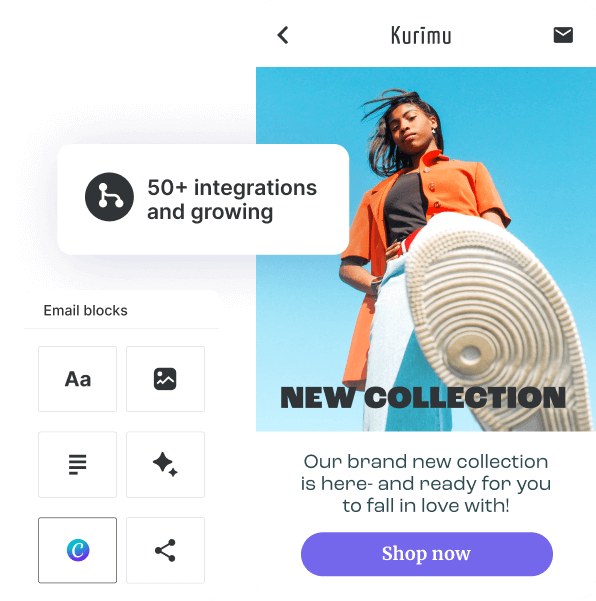 Kurīmu
50+ integrations
and growing
Email blocks
Aa
C
NEW COLLECTION
Our brand new collection
is here- and ready for you
to fall in love with!
Shop now